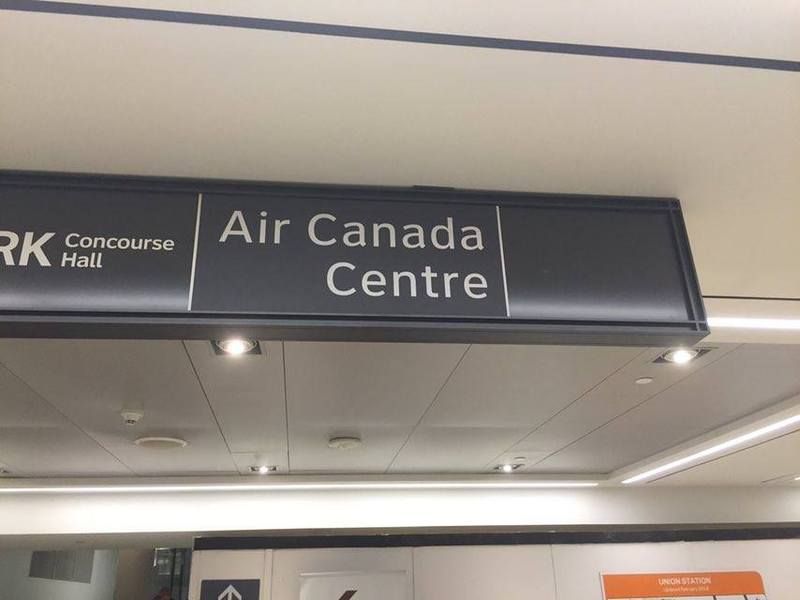 RK Concourse
Hall
Air Canada
Centre
UNION STATION